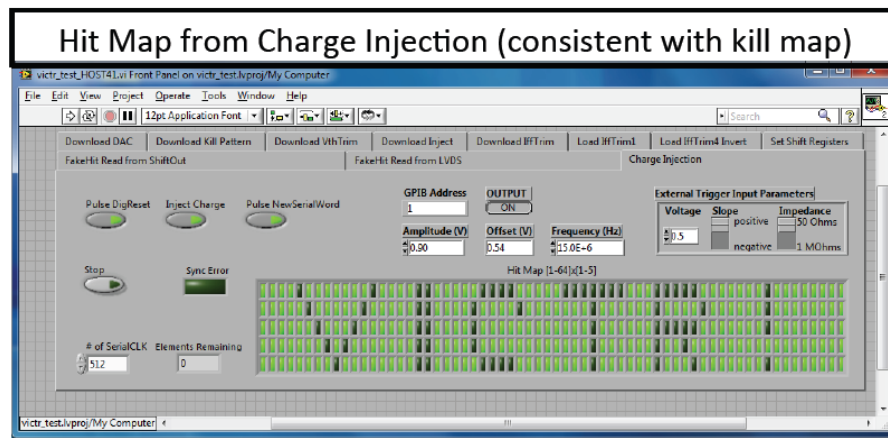 Hit Map from Charge Injection (consistent with kill map)
victr_test_HOST41.vi Front Panel on victr_test.lvproj/My Computer
File Edit View Project Operate Tools Window Help
12pt Application Font Search
Download DAC Download Kill Pattern Download VthTrim Download Inject Download IffTrim Load IffTrim1 Load IffTrim4 Invert Set Shift Registers
FakeHit Read from ShiftOut FakeHit Read from LVDS Charge Injection
Pulse DigReset Inject Charge Pulse NewSerialWord
GPIB Address OUTPUT
1 ON
Amplitude (V) Offset (V) Frequency (Hz)
0.90 0.54 15.0E+6
External Trigger Input Parameters
Voltage Slope Impedance
positive 50 Ohms
0.5
negative 1 MOhms
Stop Sync Error
Hit Map [1-64]x[1-5]
# of SerialCLK Elements Remaining
512 0
victr_test.lvproj/My Computer